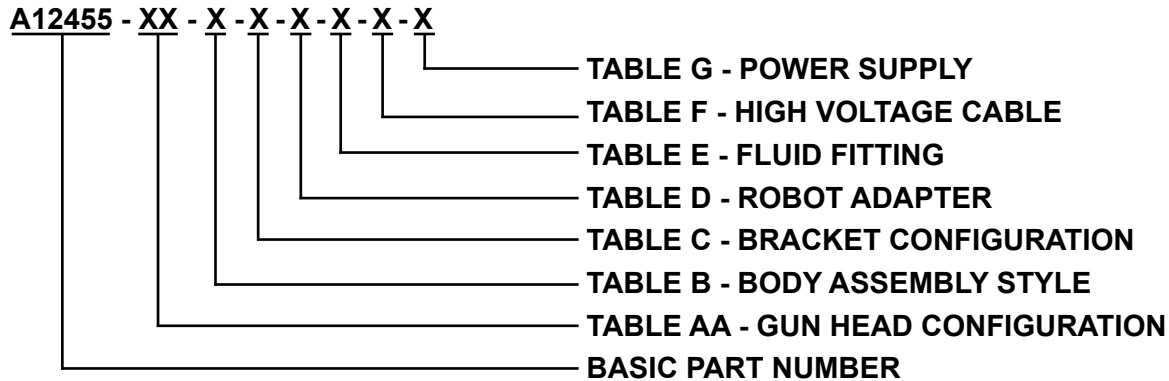 A12455 - XX - X - X - X - X - X - X
TABLE G - POWER SUPPLY
TABLE F - HIGH VOLTAGE CABLE
TABLE E - FLUID FITTING
TABLE D - ROBOT ADAPTER
TABLE C - BRACKET CONFIGURATION
TABLE B - BODY ASSEMBLY STYLE
TABLE AA - GUN HEAD CONFIGURATION
BASIC PART NUMBER